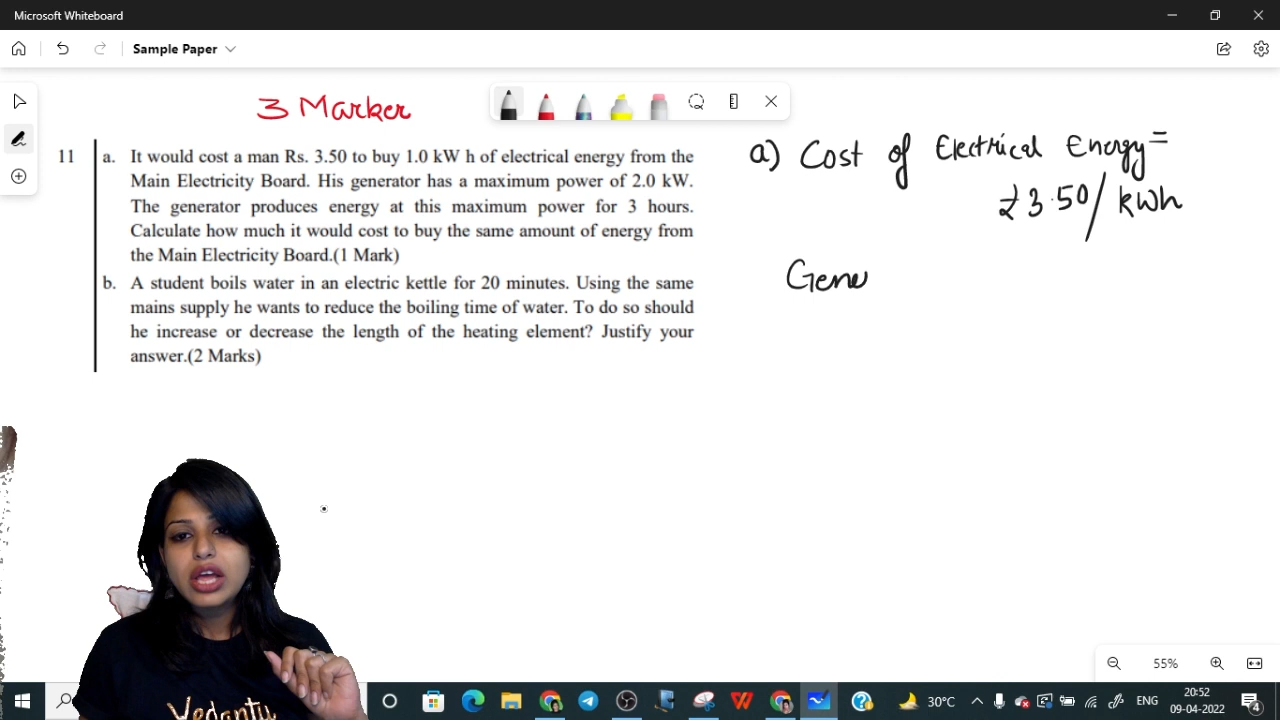 Microsoft Whiteboard
Sample Paper
3 Marker
11 a. It would cost a man Rs. 3.50 to buy 1.0 kW h of electrical energy from the
Main Electricity Board. His generator has a maximum power of 2.0 kW.
The generator produces energy at this maximum power for 3 hours.
Calculate how much it would cost to buy the same amount of energy from
the Main Electricity Board.(1 Mark)
b. A student boils water in an electric kettle for 20 minutes. Using the same
mains supply he wants to reduce the boiling time of water. To do so should
he increase or decrease the length of the heating element? Justify your
answer.(2 Marks)
a) Cost of Electrical Energy =
₹3.50/kWh
Gene
Vedantu
55%
30°C ENG 20:52
09-04-2022 4